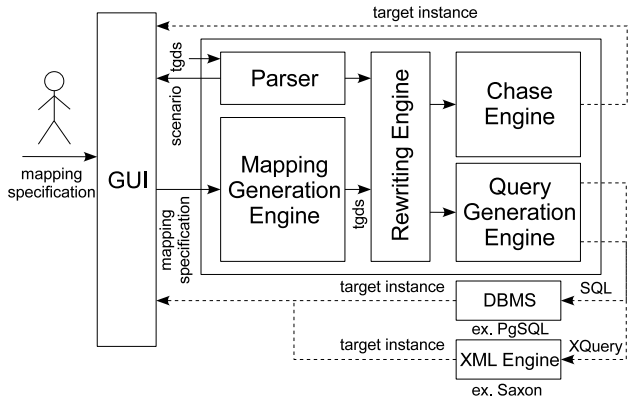 target instance
tgds
scenario
Parser
Rewriting Engine
Chase
Engine
mapping
specification
GUI
Mapping
Generation
Engine
tgds
Query
Generation
Engine
mapping
specification
target instance
DBMS
SQL
ex. PgSQL
target instance
XML Engine
XQuery
ex. Saxon